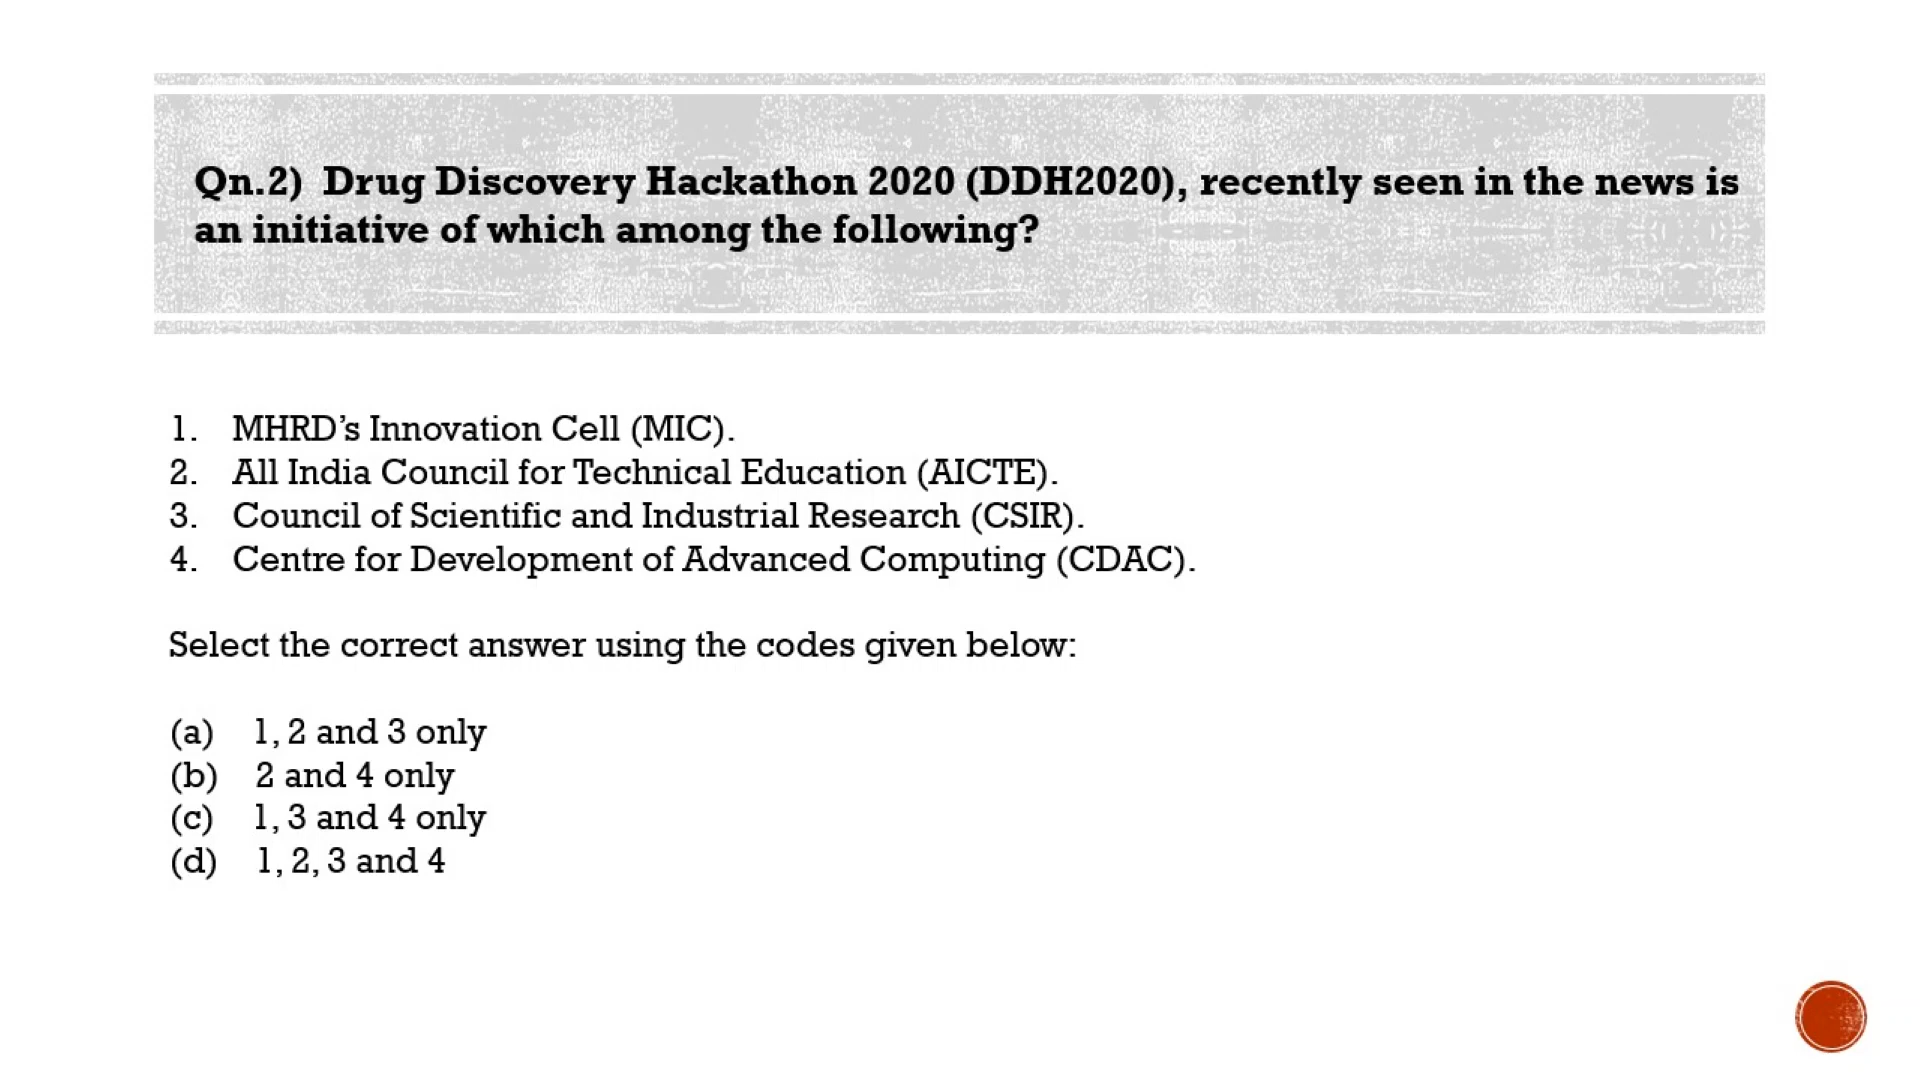 Qn.2) Drug Discovery Hackathon 2020 (DDH2020), recently seen in the news is
an initiative of which among the following?
1. MHRD’s Innovation Cell (MIC).
2. All India Council for Technical Education (AICTE).
3. Council of Scientific and Industrial Research (CSIR).
4. Centre for Development of Advanced Computing (CDAC).
Select the correct answer using the codes given below:
(a) 1, 2 and 3 only
(b) 2 and 4 only
(c) 1, 3 and 4 only
(d) 1, 2, 3 and 4